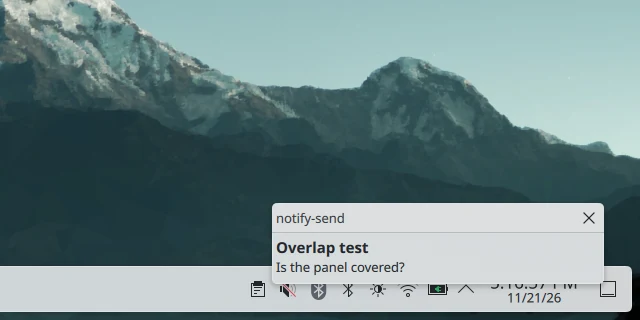 notify-send
Overlap test
Is the panel covered?
11/21/26